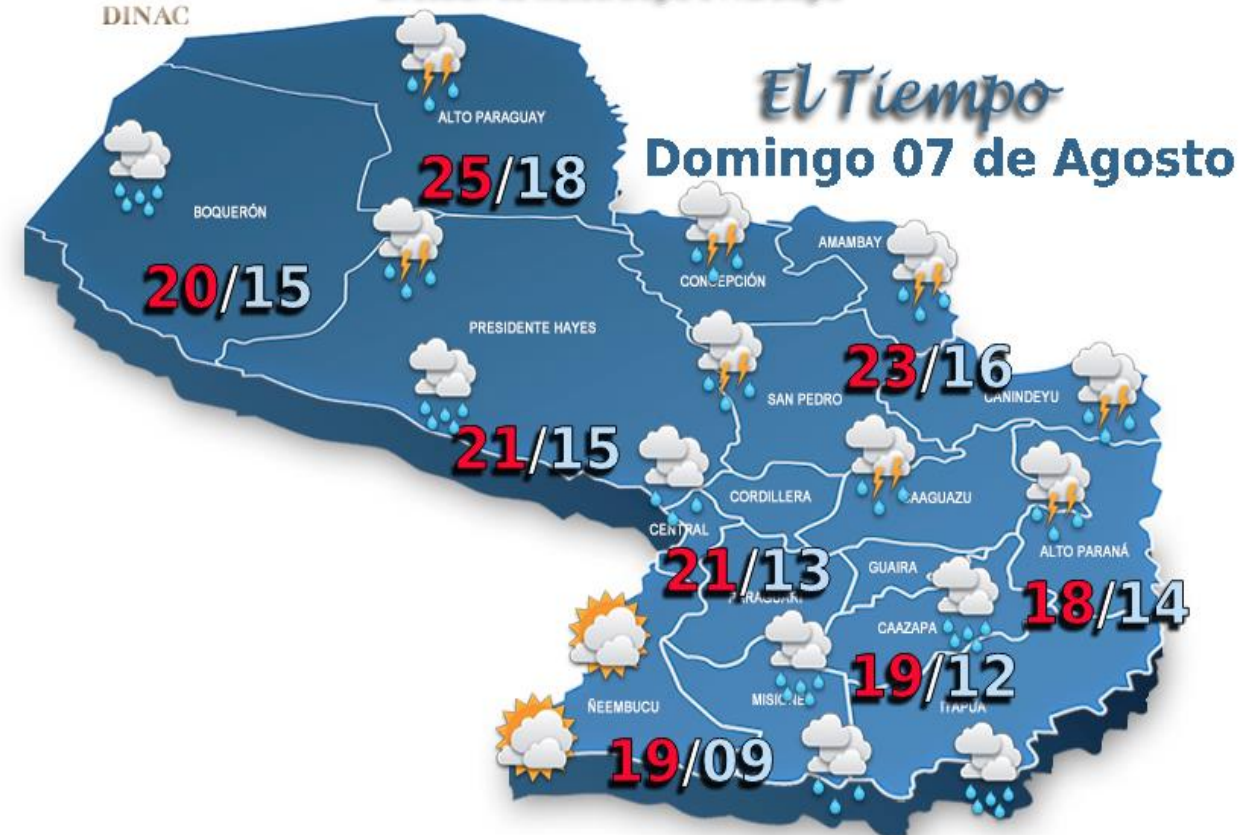 DINAC
El Tiempo
Domingo 07 de Agosto
ALTO PARAGUAY
25/18
BOQUERÓN
20/15
AMAMBAY
CONCEPCIÓN
PRESIDENTE HAYES
23/16
SAN PEDRO
CANINDEYU
21/15
CORDILLERA
CAAGUAZU
CENTRAL
ALTO PARANÁ
21/13
GUAIRA
PARAGUARI
18/14
CAAZAPA
19/12
MISIONES
ÑEEMBUCU
ITAPUA
19/09